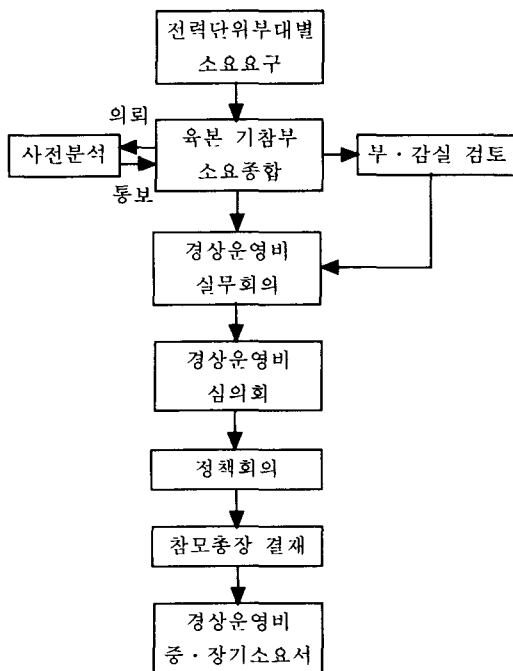 전력단위부대별
소요요구
의뢰
사전분석
통보
육본 기참부
소요종합
부·감실 검토
경상운영비
실무회의
경상운영비
심의회
정책회의
참모총장 결재
경상운영비
중·장기소요서